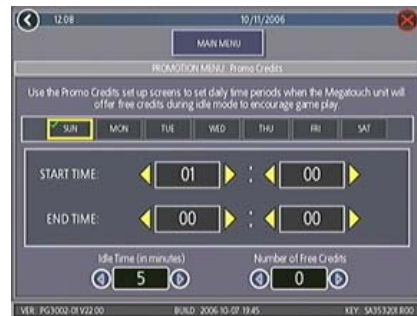 12:08 10/11/2006
MAIN MENU
PROMOTION MENU: Promo Credits
Use the Promo Credits set up screens to set daily time periods when the Megatouch unit will
offer free credits during idle mode to encourage game play.
SUN MON TUE WED THU FRI SAT
START TIME: 01 : 00
END TIME: 00 : 00
Idle Time (in minutes) Number of Free Credits
5 0
VER: PG3002-01 V22.00 BUILD: 2006-10-07 19:45 KEY: SA353201 R00